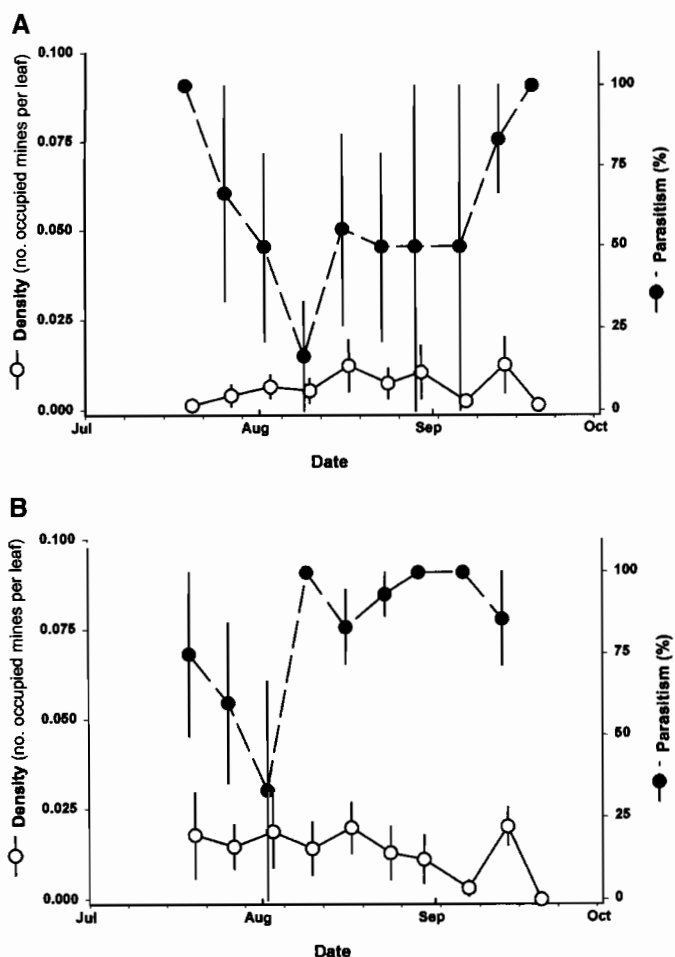 A
Density (no. occupied mines per leaf)
0.100
0.075
0.050
0.025
0.000
100
75
50
25
0
Parasitism (%)
Jul Aug Sep Oct
Date
B
Density (no. occupied mines per leaf)
0.100
0.075
0.050
0.025
0.000
100
75
50
25
0
Parasitism (%)
Jul Aug Sep Oct
Date